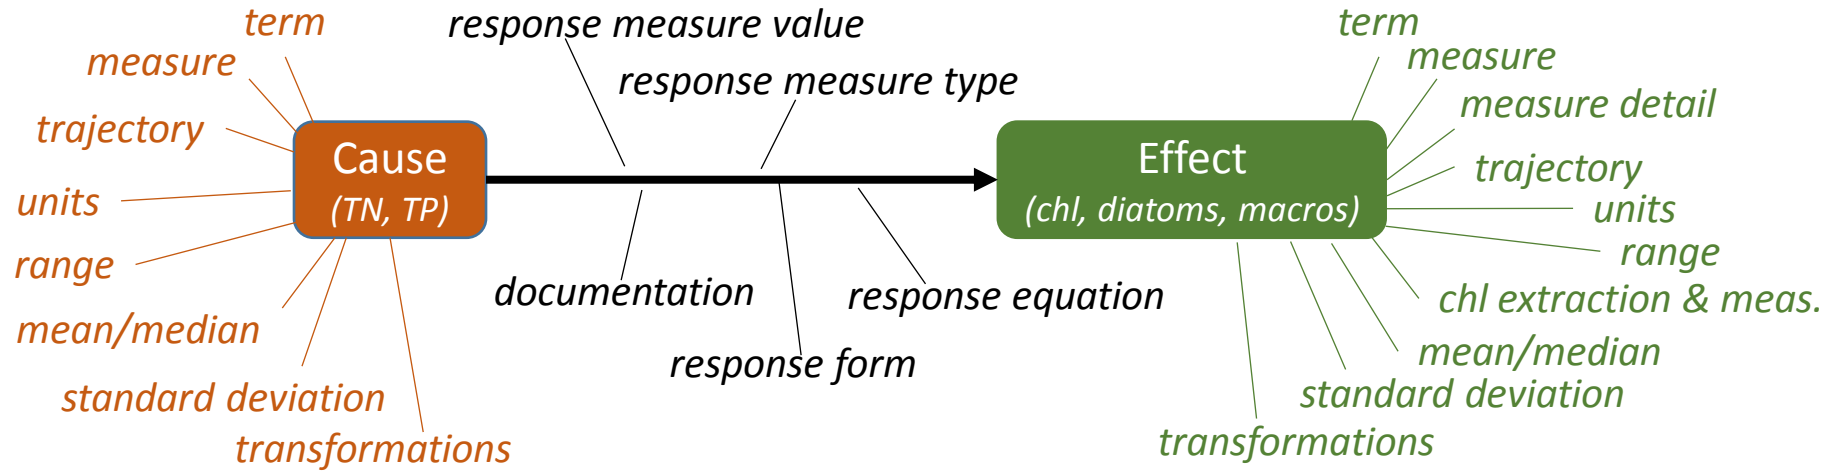 term
measure
trajectory
units
range
mean/median
standard deviation
transformations
Cause
(TN, TP)
response measure value
response measure type
documentation
response equation
response form
Effect
(chl, diatoms, macros)
term
measure
measure detail
trajectory
units
range
chl extraction & meas.
mean/median
standard deviation
transformations